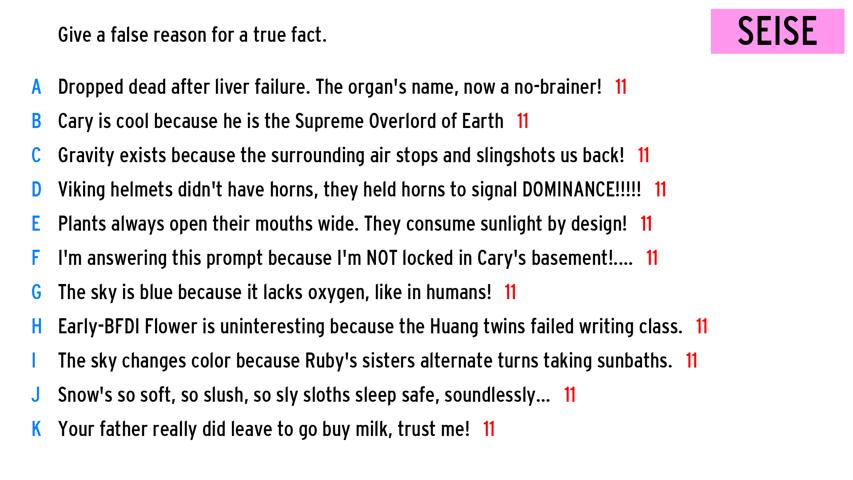 Give a false reason for a true fact.
SEISE
A Dropped dead after liver failure. The organ's name, now a no-brainer! 11
B Cary is cool because he is the Supreme Overlord of Earth 11
C Gravity exists because the surrounding air stops and slingshots us back! 11
D Viking helmets didn't have horns, they held horns to signal DOMINANCE!!!!! 11
E Plants always open their mouths wide. They consume sunlight by design! 11
F I'm answering this prompt because I'm NOT locked in Cary's basement!.... 11
G The sky is blue because it lacks oxygen, like in humans! 11
H Early-BFDI Flower is uninteresting because the Huang twins failed writing class. 11
I The sky changes color because Ruby's sisters alternate turns taking sunbaths. 11
J Snow's so soft, so slush, so sly sloths sleep safe, soundlessly... 11
K Your father really did leave to go buy milk, trust me! 11